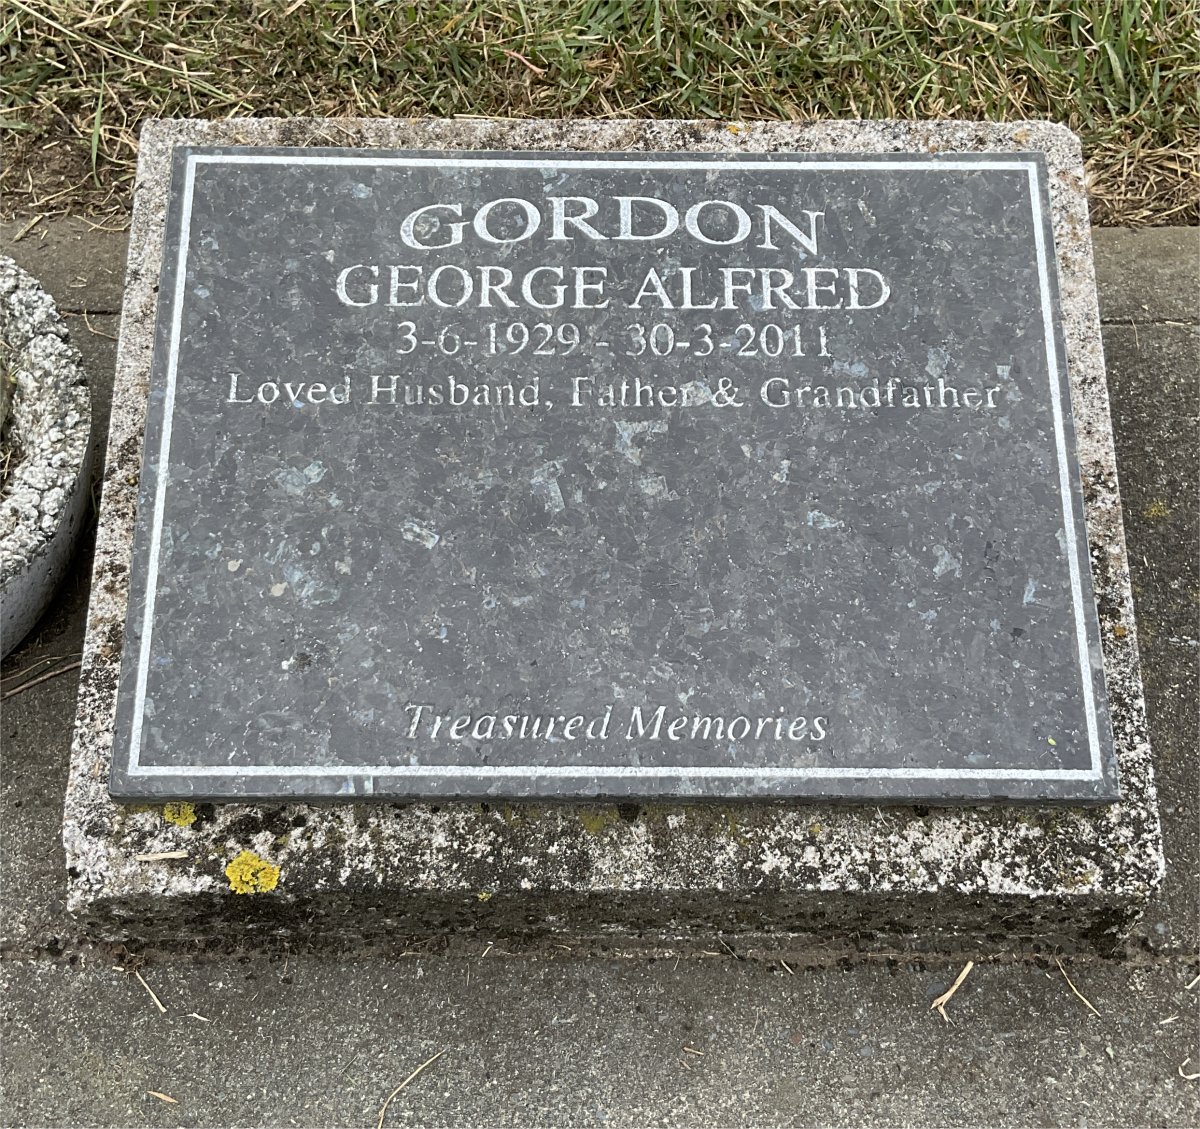 GORDON
GEORGE ALFRED
3-6-1929 - 30-3-2011
Loved Husband, Father & Grandfather
Treasured Memories